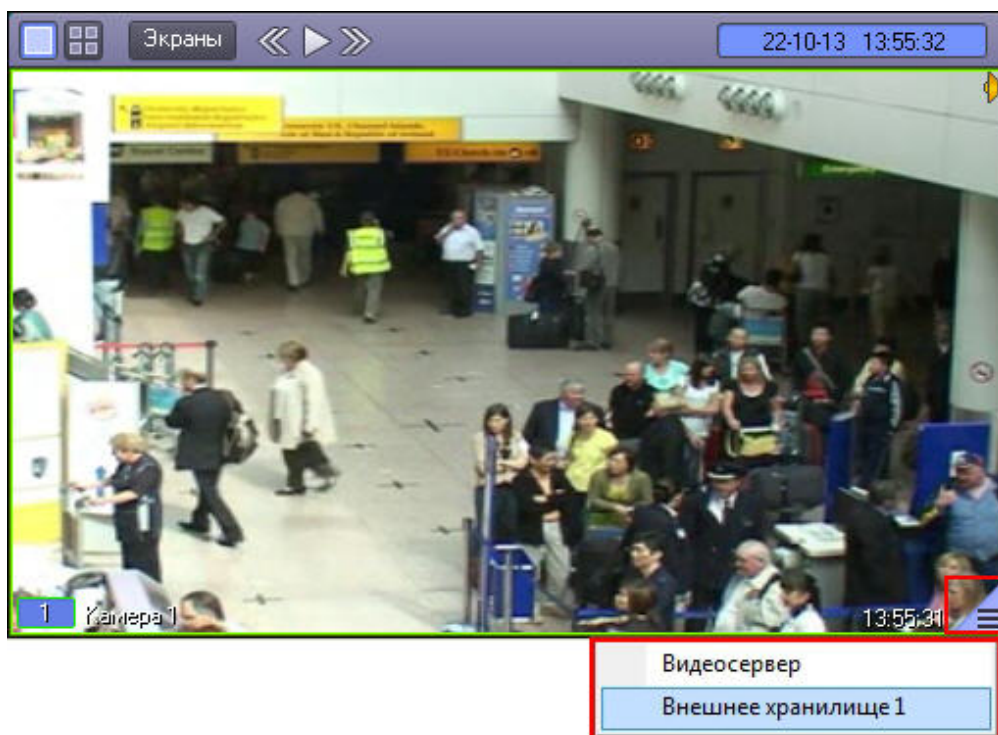 Экраны
22-10-13 13:55:32
1 Камера 1
13:55:31
Видеосервер
Внешнее хранилище 1